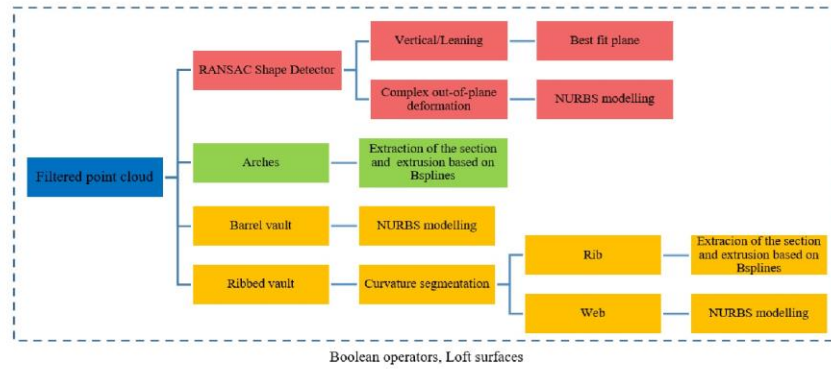 Vertical/Leaning
Best fit plane
RANSAC Shape Detector
Complex out-of-plane
deformation
NURBS modelling
Filtered point cloud
Arches
Extraction of the section
and extrusion based on
Bsplines
Barrel vault
NURBS modelling
Rib
Extracion of the section
and extrusion based on
Bsplines
Ribbed vault
Curvature segmentation
Web
NURBS modelling
Boolean operators, Loft surfaces